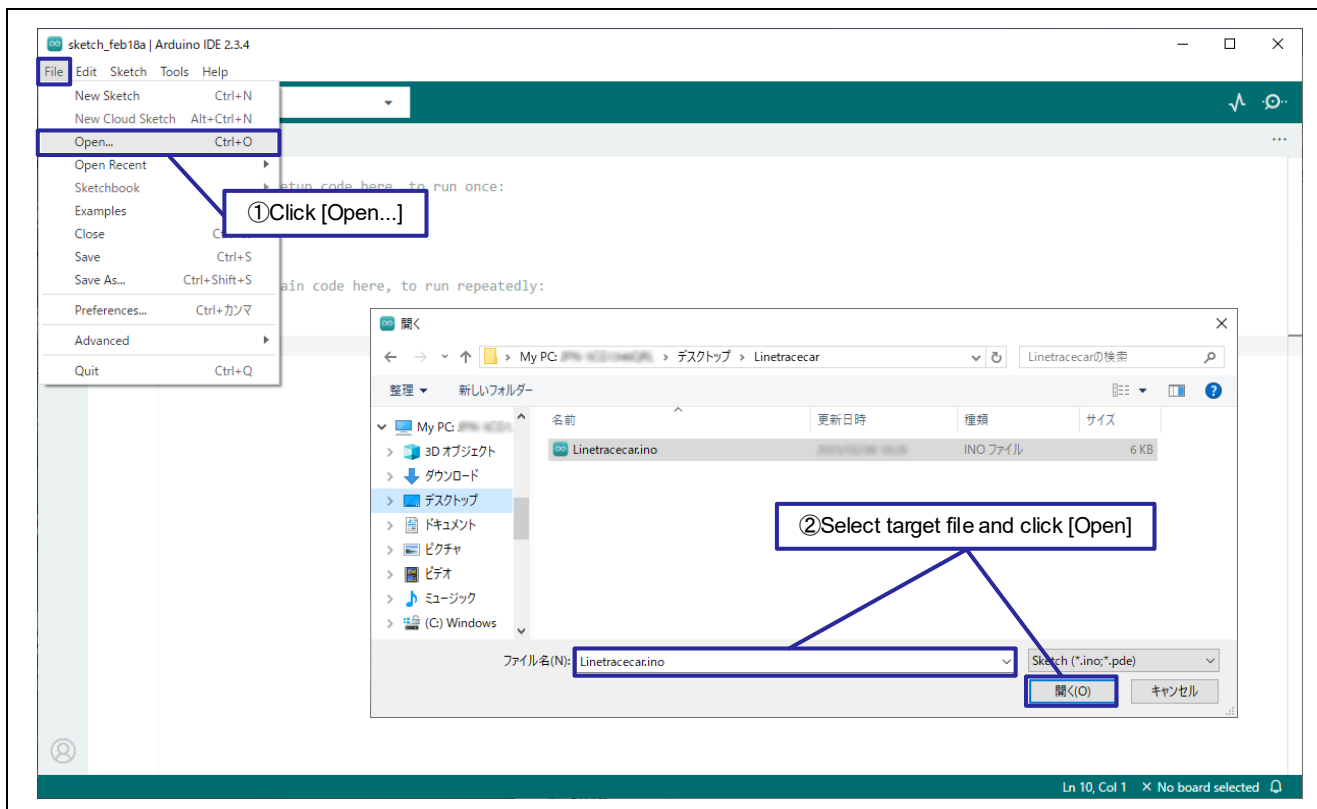 sketch_feb18a | Arduino IDE 2.3.4
File Edit Sketch Tools Help
New Sketch Ctrl+N
New Cloud Sketch Alt+Ctrl+N
Open... Ctrl+O
Open Recent
Sketchbook
Examples
Close
Save Ctrl+S
Save As... Ctrl+Shift+S
Preferences... Ctrl+カンマ
Advanced
Quit Ctrl+Q
code here, to run once:
①Click [Open...]
ain code here, to run repeatedly:
開く
My PC: > デスクトップ > Linetracecar
Linetracecarの検索
整理 新しいフォルダー
My PC:
3D オブジェクト
ダウンロード
デスクトップ
ドキュメント
ピクチャ
ビデオ
ミュージック
(C:) Windows
名前 更新日時 種類 サイズ
Linetracecar.ino INO ファイル 6 KB
②Select target file and click [Open]
ファイル名(N): Linetracecar.ino Sketch (*.ino;*.pde)
開く(O) キャンセル
Ln 10, Col 1 × No board selected